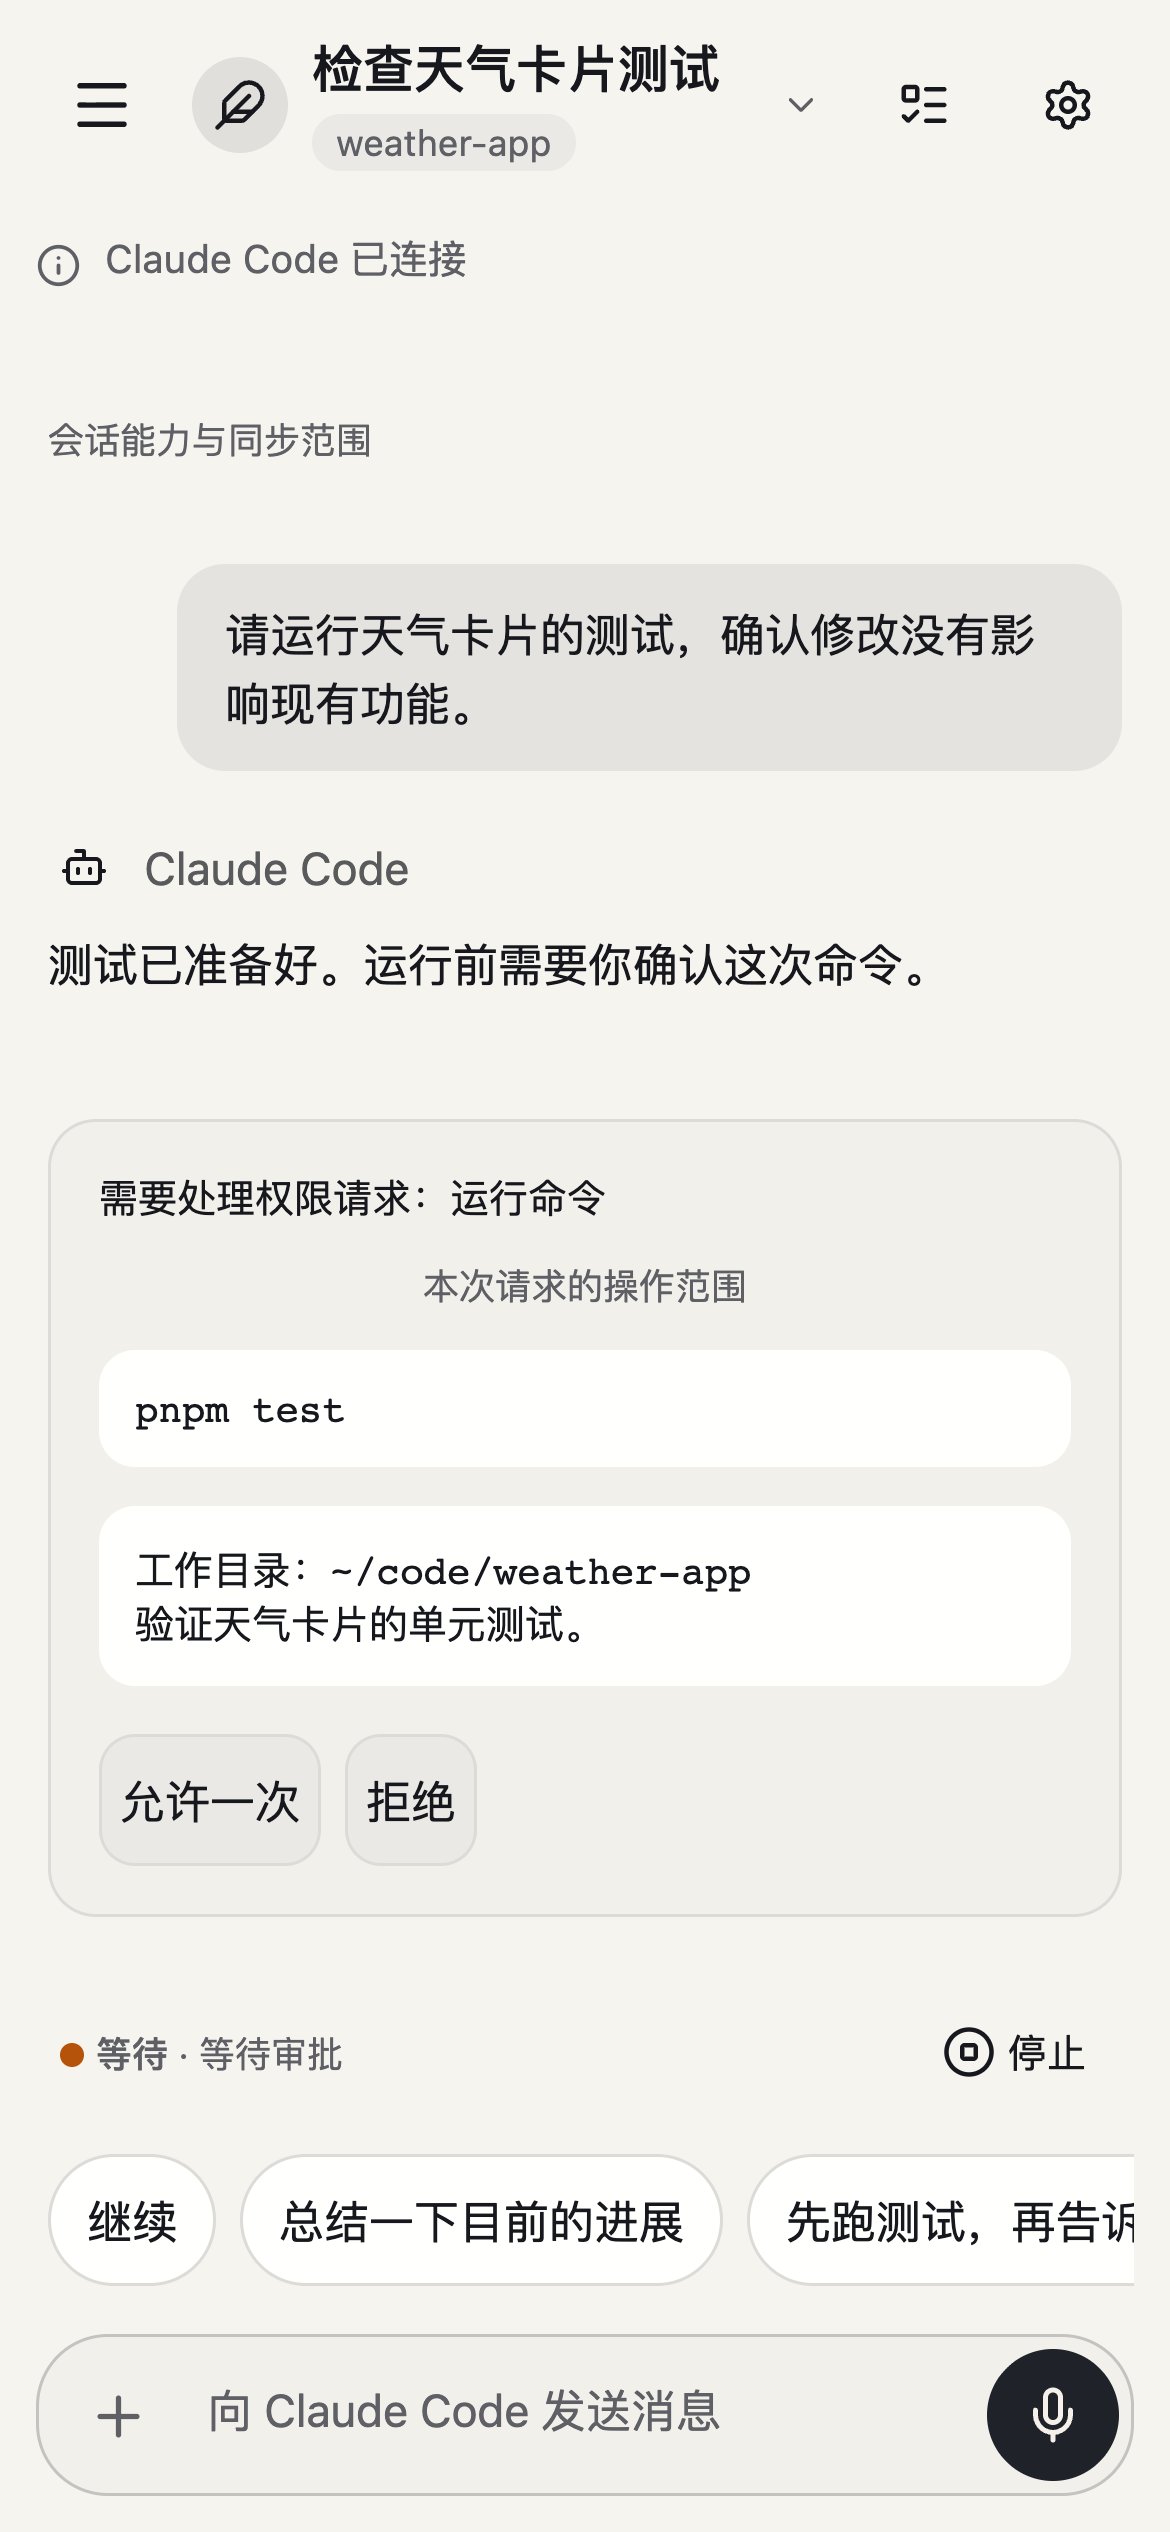 检查天气卡片测试
weather-app
Claude Code 已连接
会话能力与同步范围
请运行天气卡片的测试，确认修改没有影
响现有功能。
Claude Code
测试已准备好。运行前需要你确认这次命令。
需要处理权限请求：运行命令
本次请求的操作范围
pnpm test
工作目录：~/code/weather-app
验证天气卡片的单元测试。
允许一次
拒绝
等待 · 等待审批
停止
继续
总结一下目前的进展
先跑测试，再告诉
向 Claude Code 发送消息